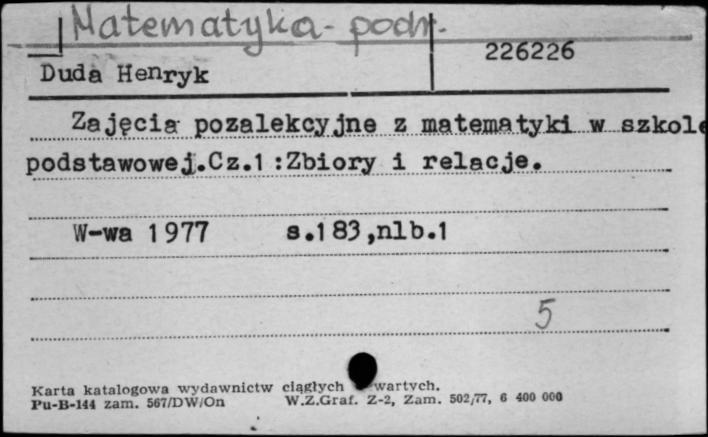 Matematyka - podr.
226226
Duda Henryk
Zajęcia pozalekcyjne z matematyki w szkole
podstawowej.Cz.1:Zbiory i relacje.
W-wa 1977 s.183,nlb.1
5
Karta katalogowa wydawnictw ciągłych wartych.
Pu-B-144 zam. 567/DW/On W.Z.Graf. Z-2, Zam. 502/77, 6 400 000